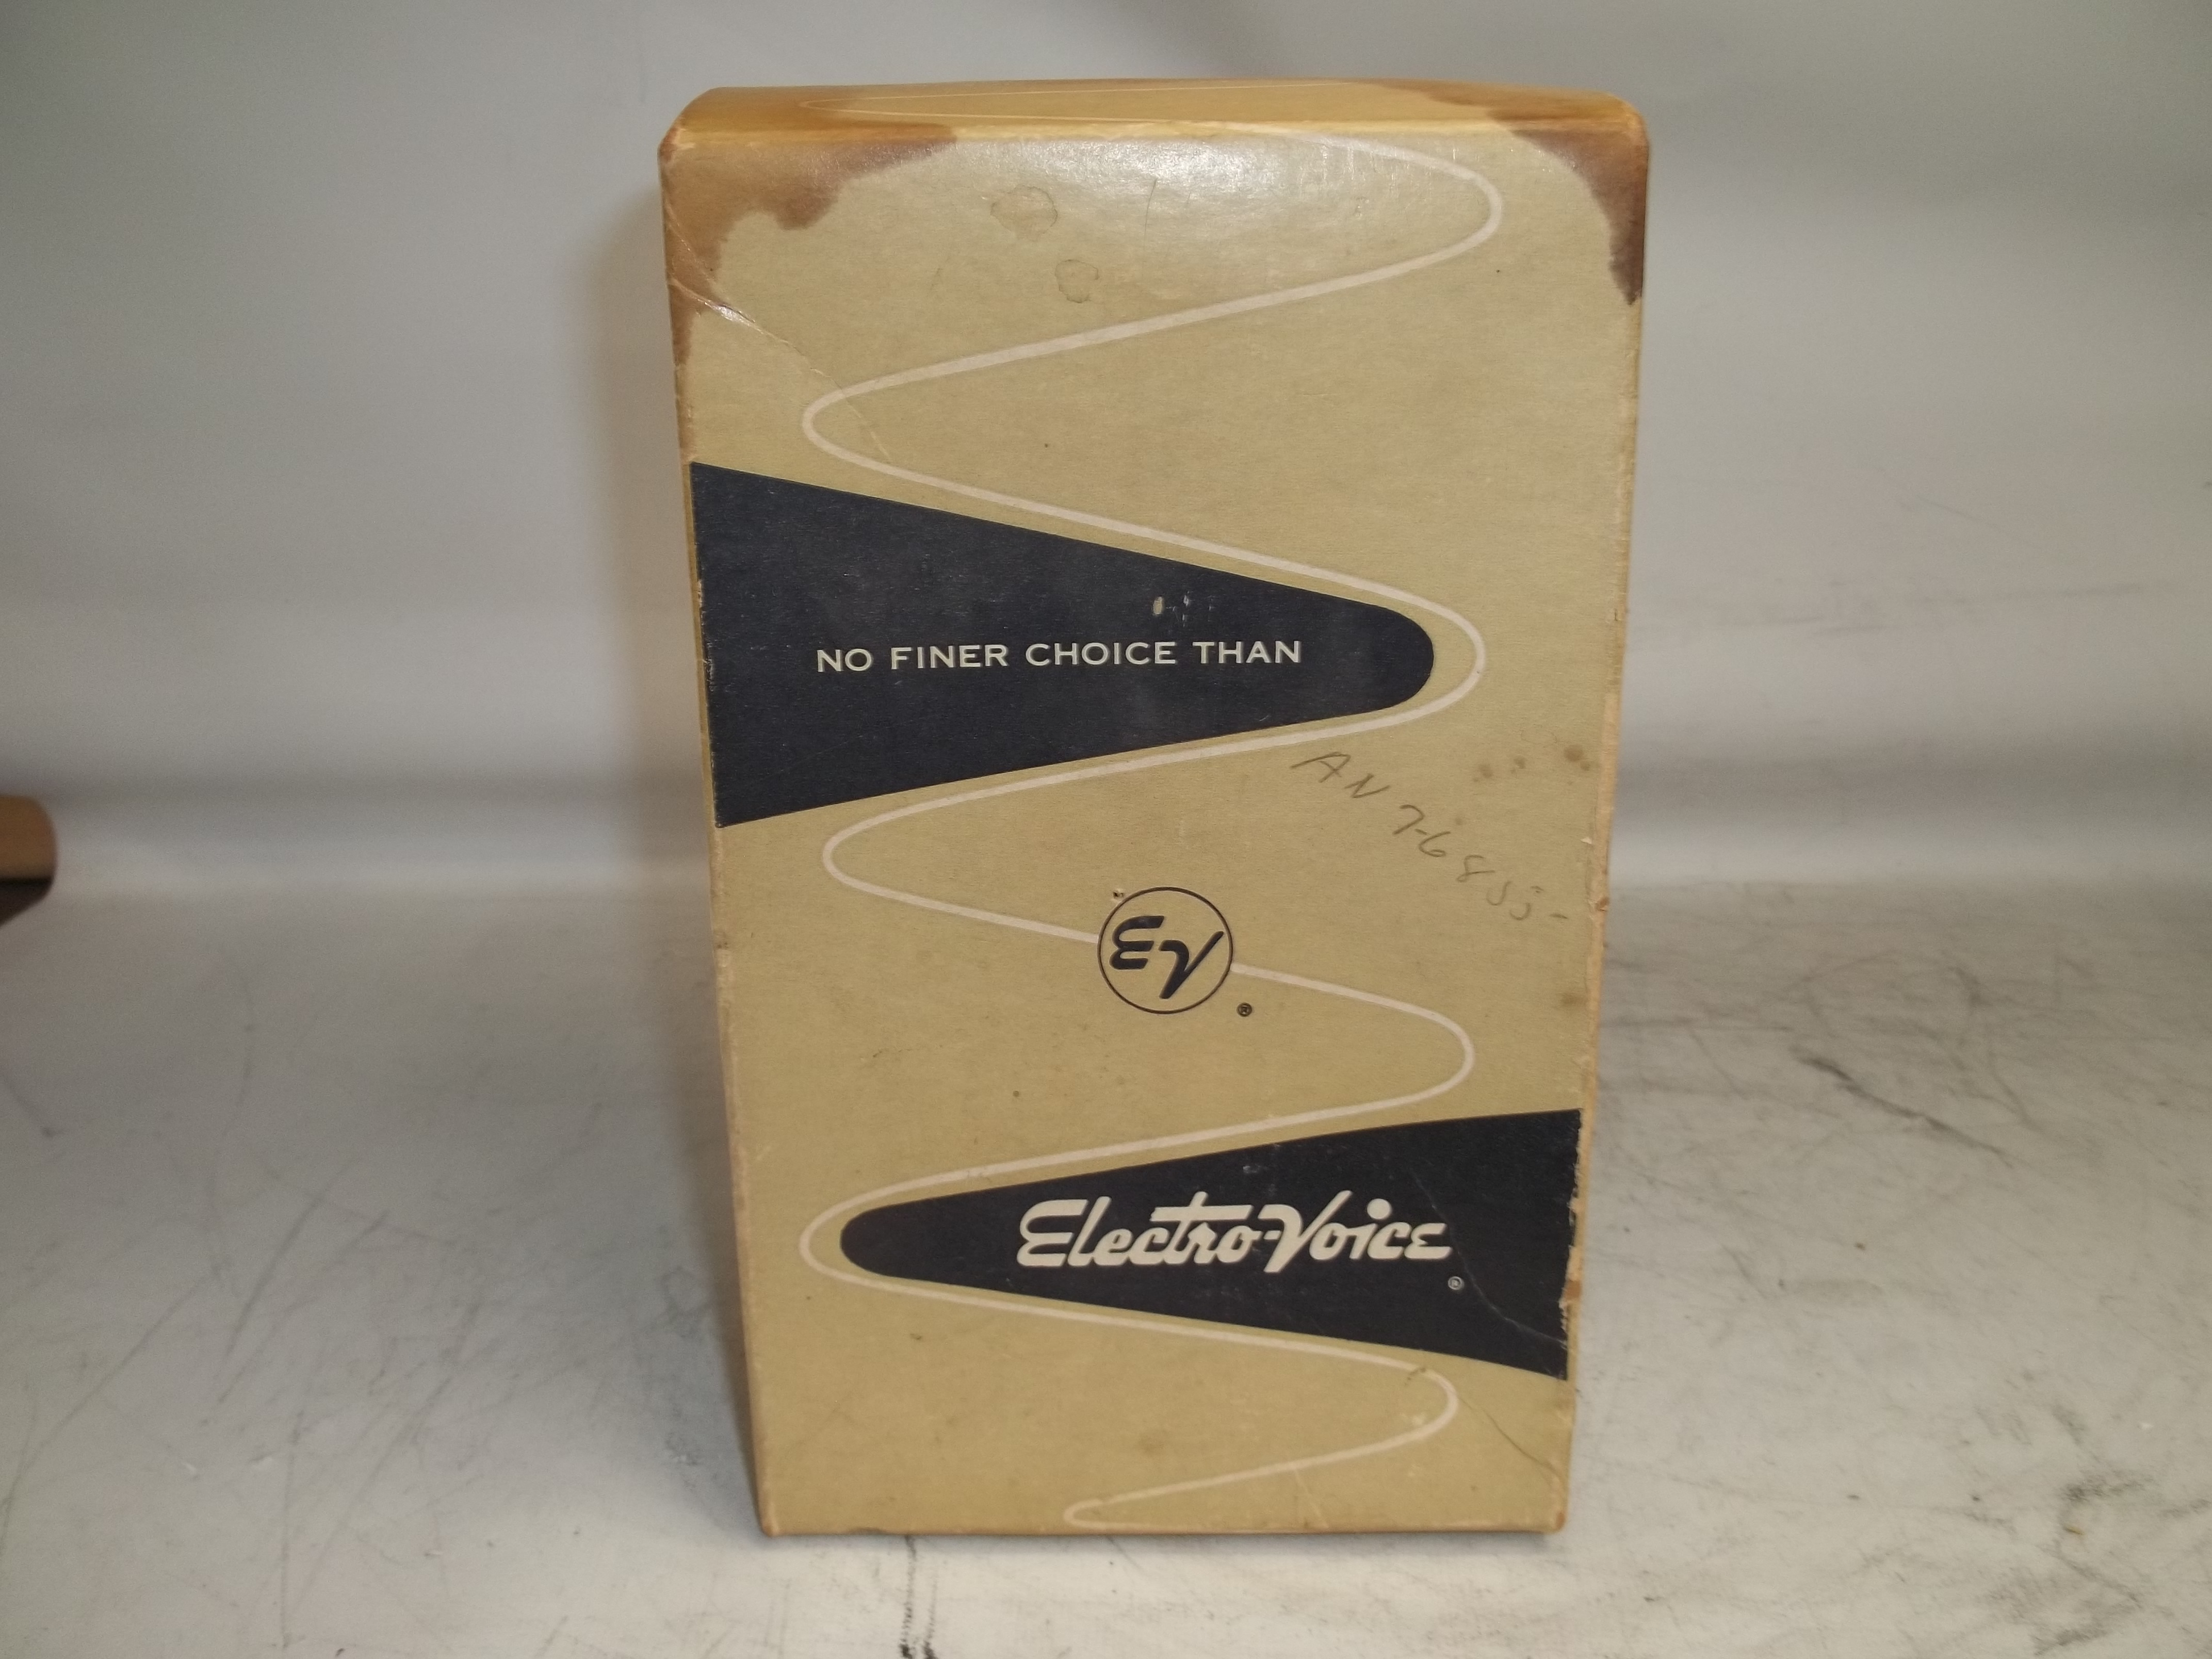 NO FINER CHOICE THAN
AN 7-6855
EV
®
Electro-Voice
®